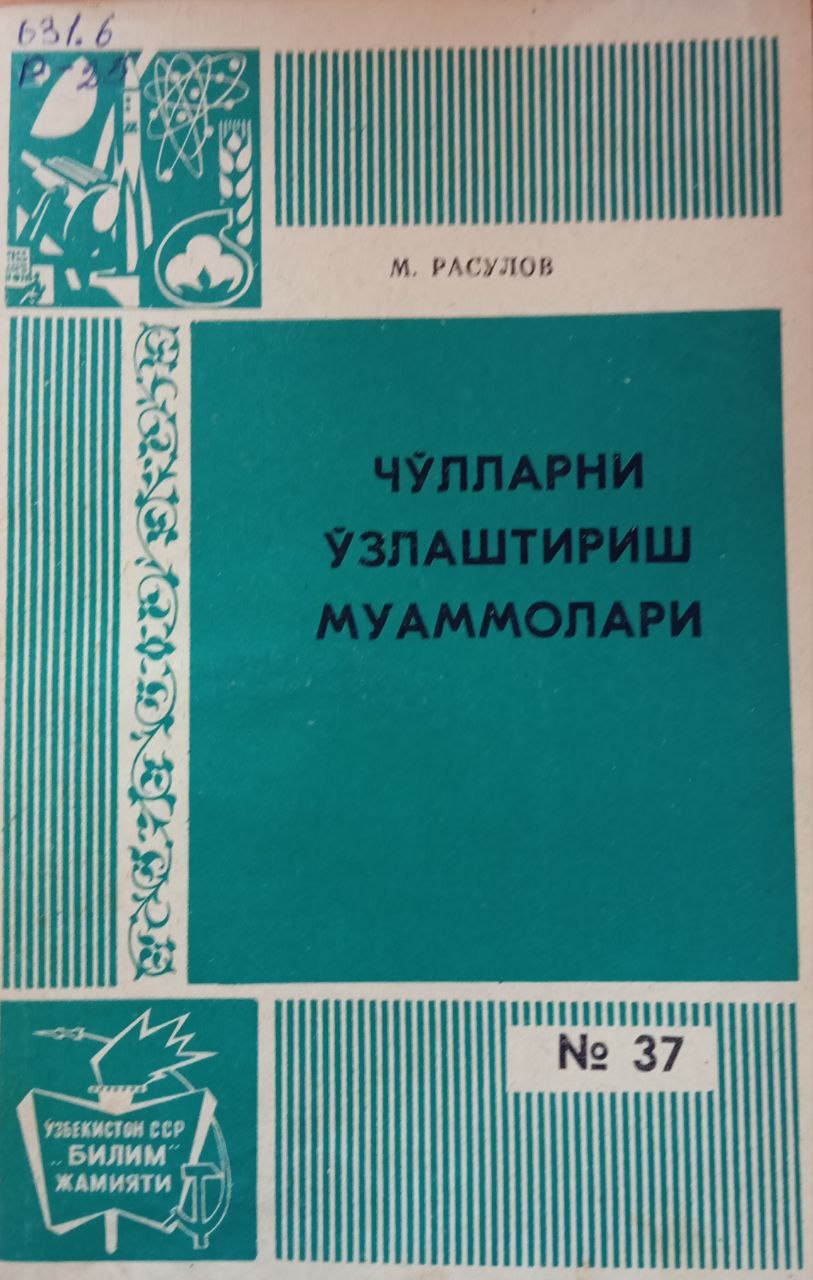 631.6
Р-25
М. РАСУЛОВ
ЧЎЛЛАРНИ
ЎЗЛАШТИРИШ
МУАММОЛАРИ
№ 37
ЎЗБЕКИСТОН ССР
„БИЛИМ"
ЖАМИЯТИ